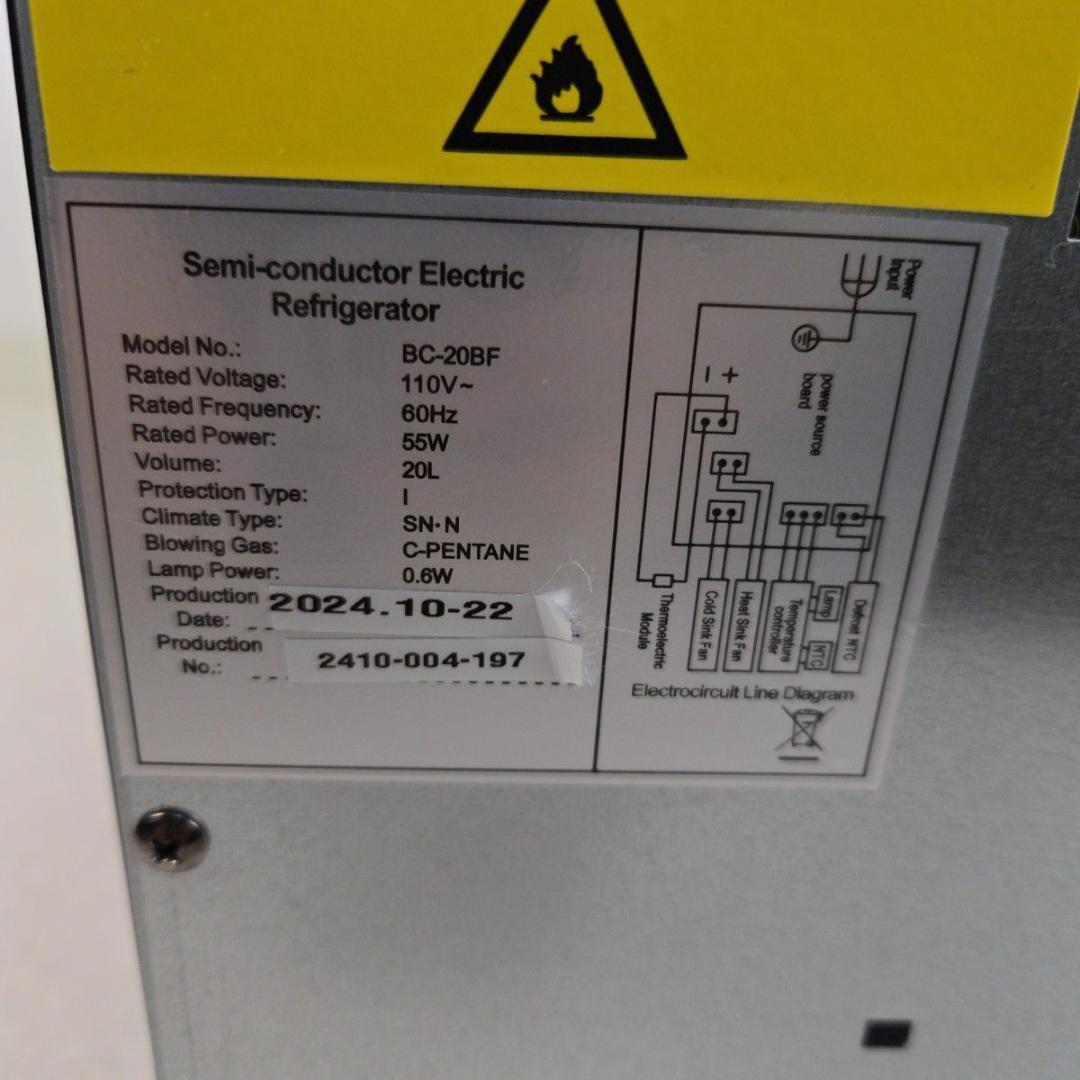 Semi-conductor Electric
Refrigerator
Model No.: BC-20BF
Rated Voltage: 110V~
Rated Frequency: 60Hz
Rated Power: 55W
Volume: 20L
Protection Type: I
Climate Type: SN·N
Blowing Gas: C-PENTANE
Lamp Power: 0.6W
Production
Date: 2024.10-22
Production
No.: 2410-004-197
Power
Input
power source
board
- +
Thermoelectric
Module
Cold Sink Fan
Heat Sink Fan
Temperature
controller
Lamp
NTC
Defrost NTC
Electrocircuit Line Diagram